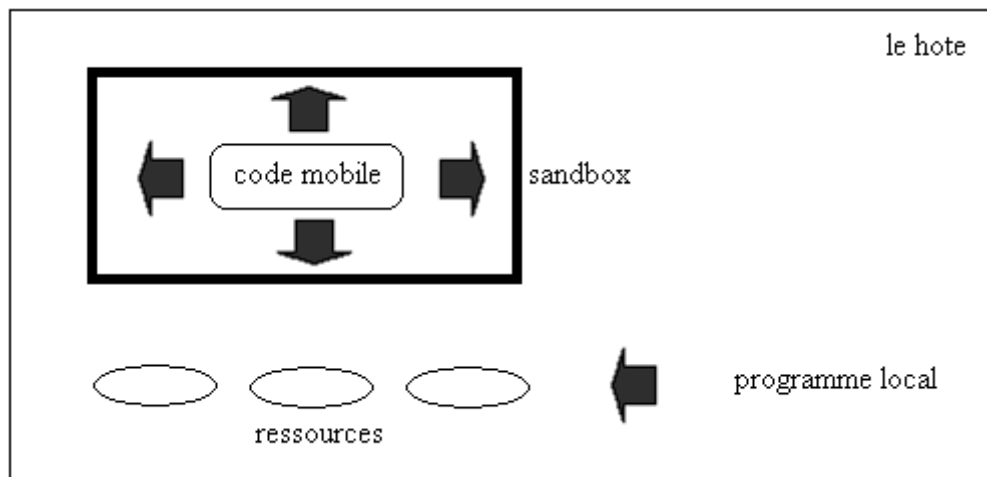 le hote
code mobile
sandbox
programme local
ressources